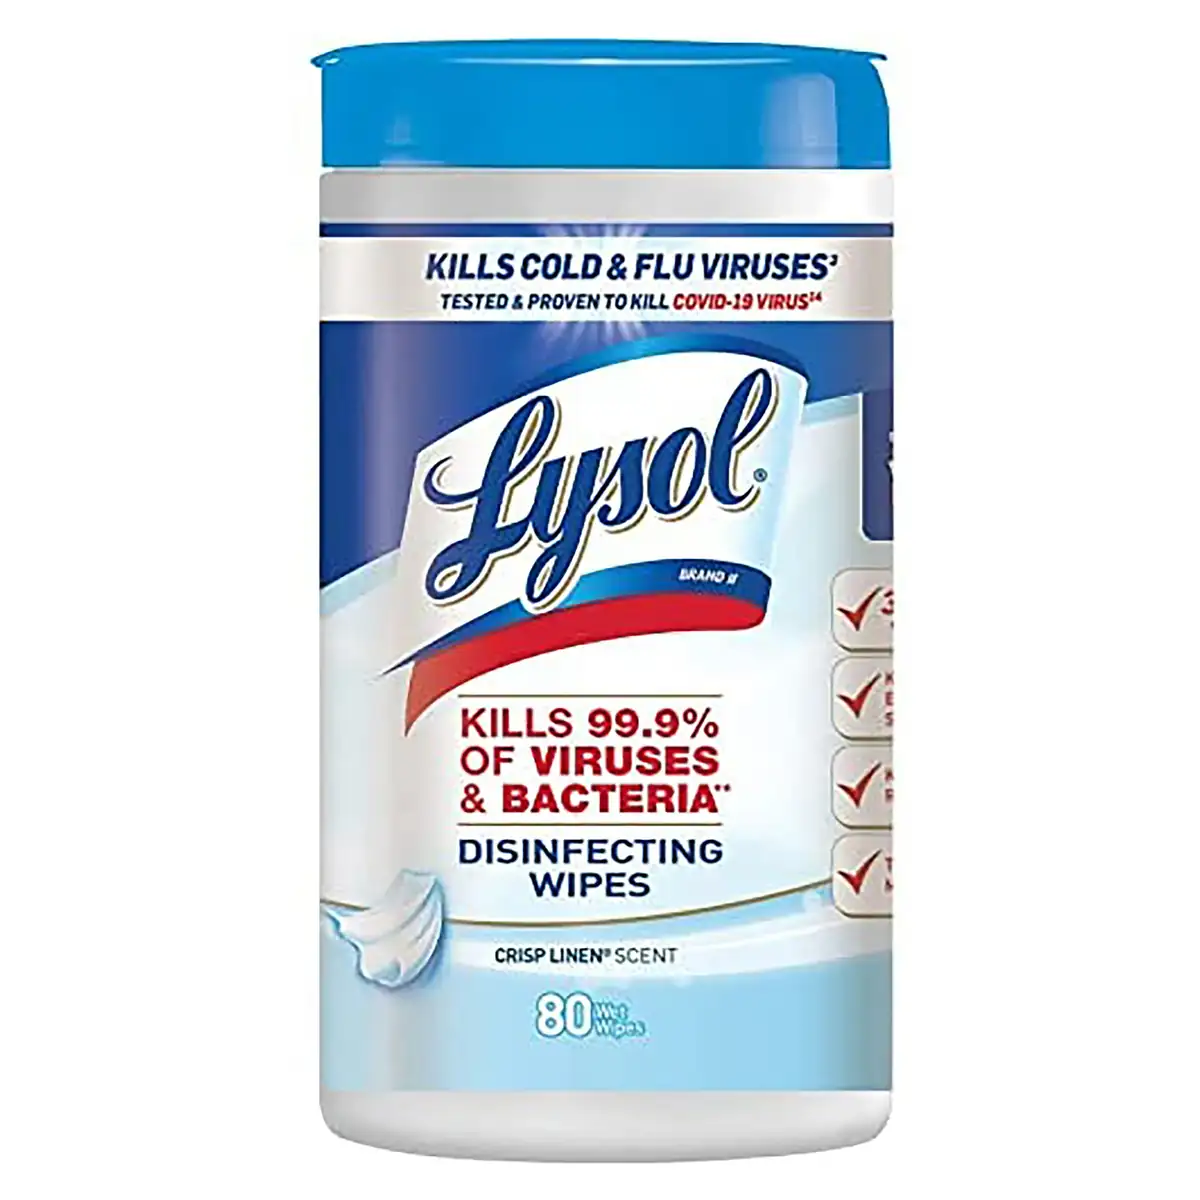 KILLS COLD & FLU VIRUSES³
TESTED & PROVEN TO KILL COVID-19 VIRUS¹⁴
Lysol®
BRAND III
KILLS 99.9%
OF VIRUSES
& BACTERIA**
DISINFECTING
WIPES
CRISP LINEN® SCENT
80 Wet
Wipes